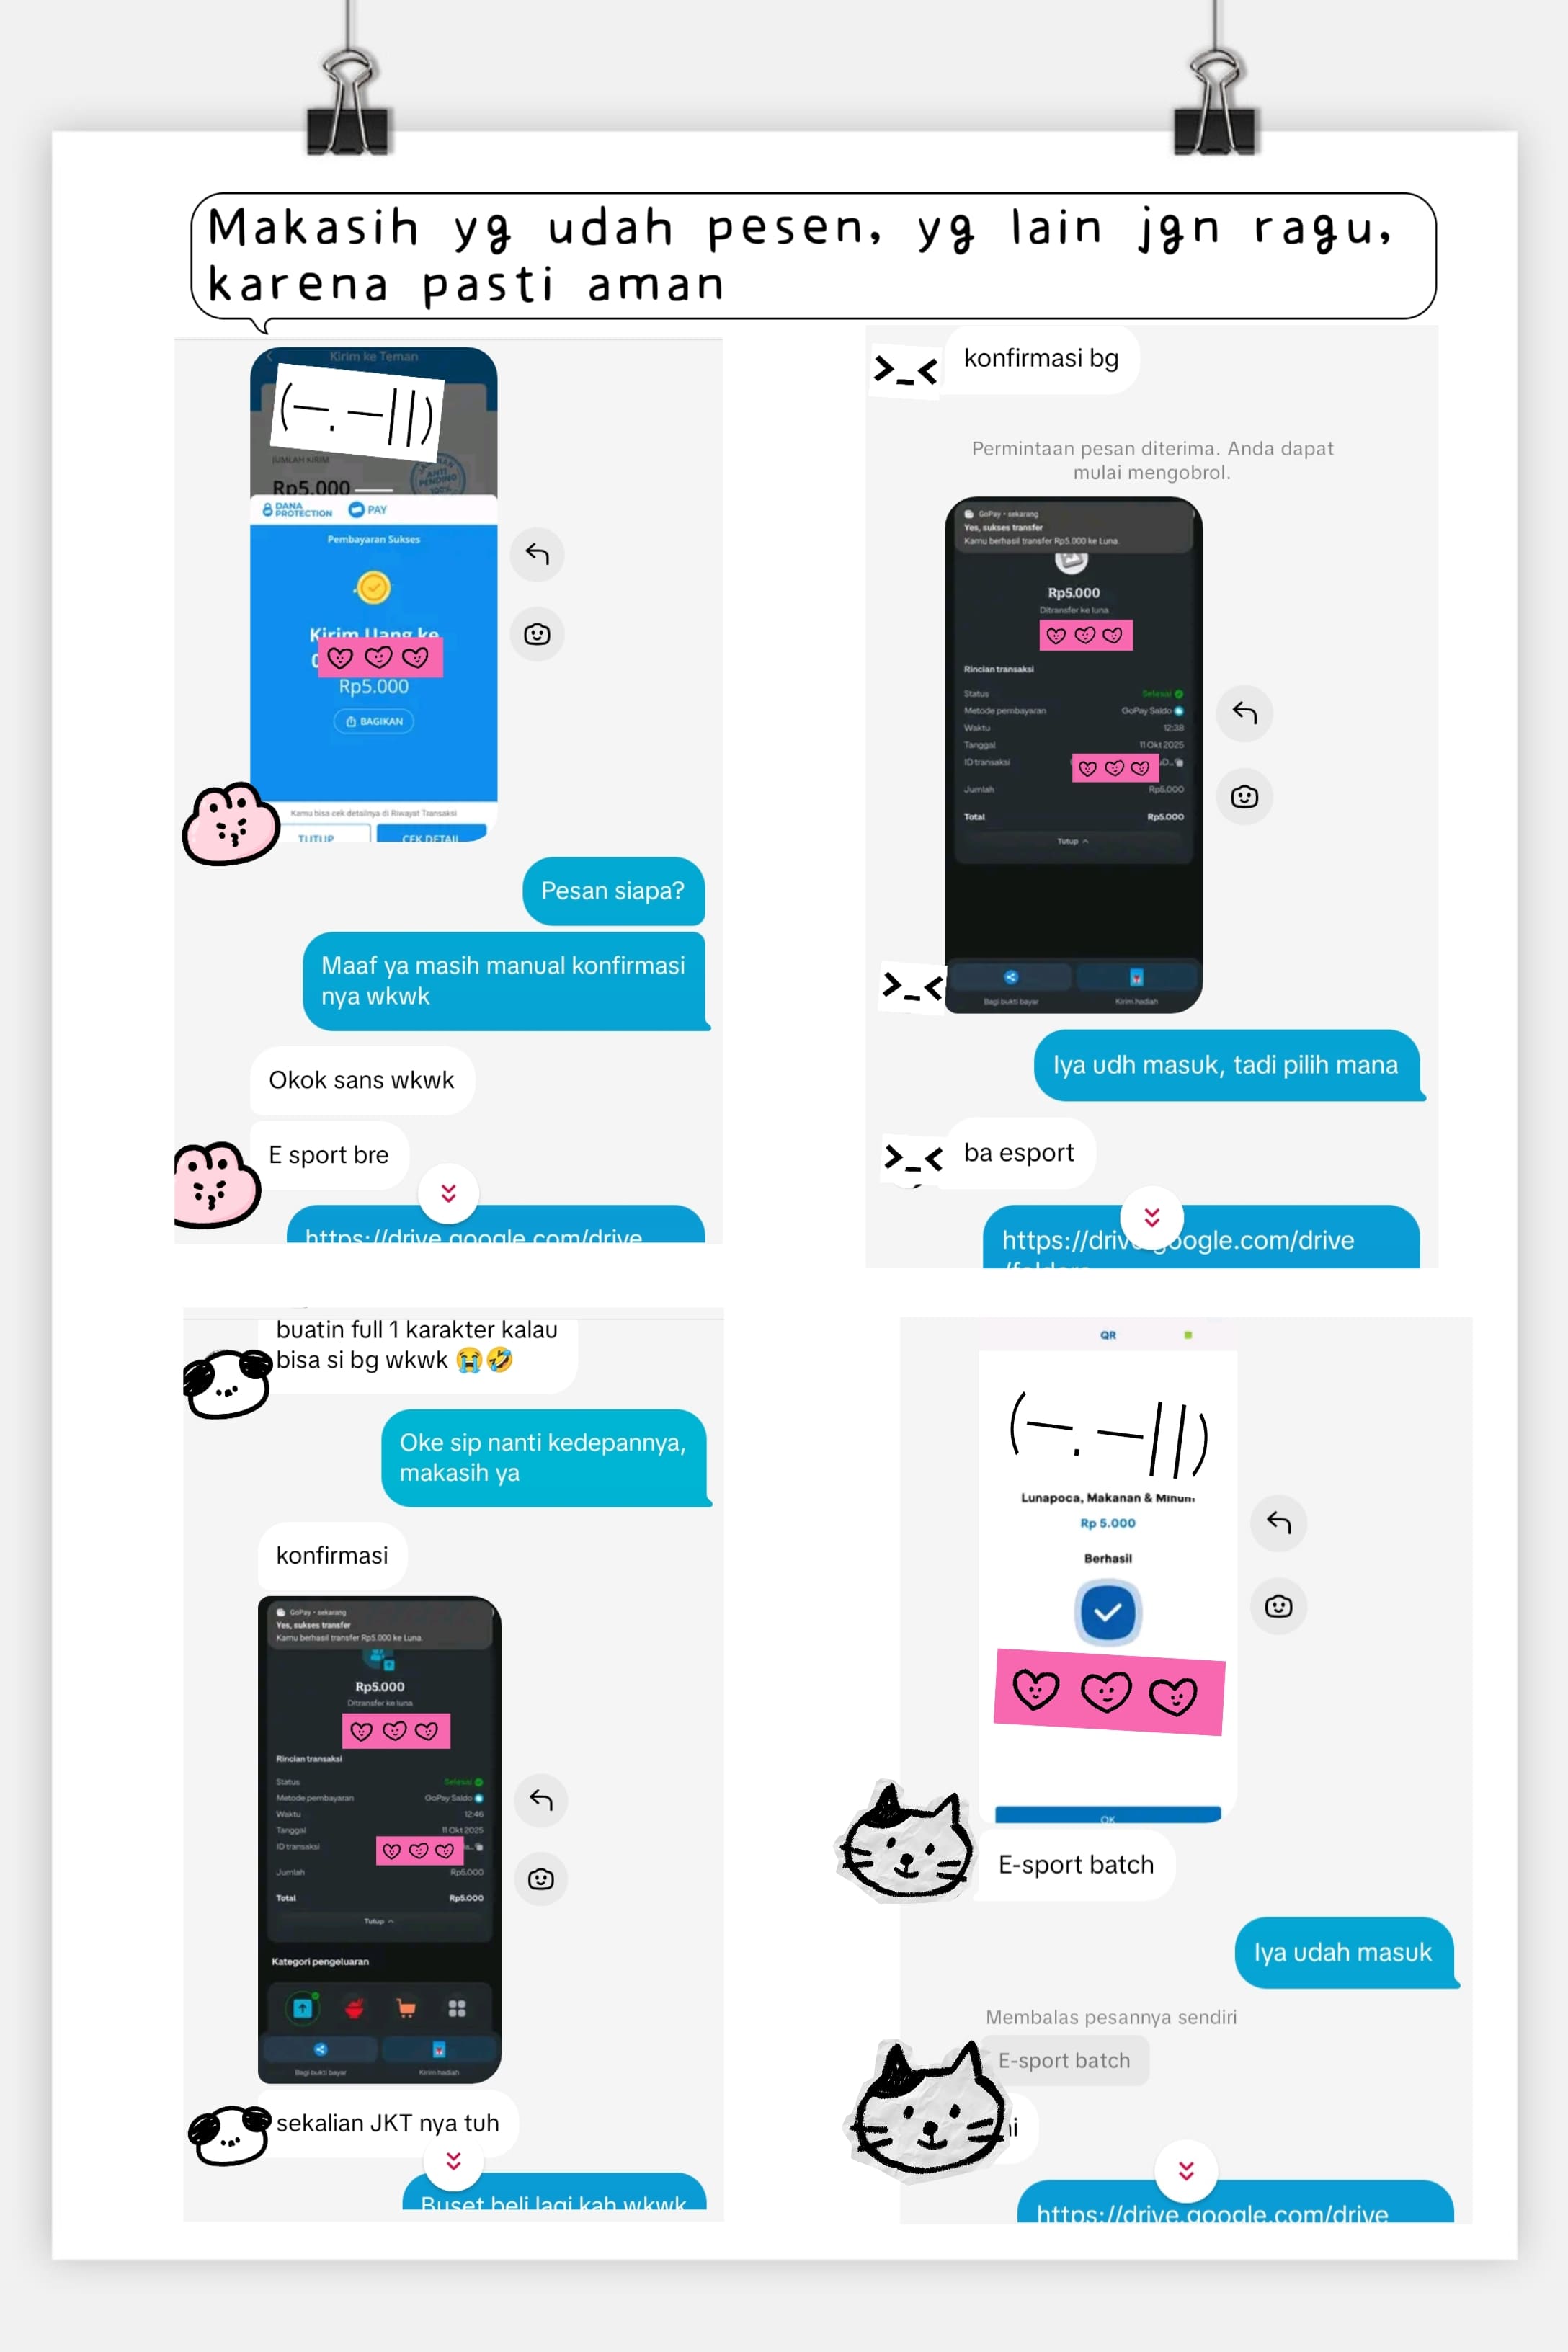 Makasih yg udah pesen, yg lain jgn ragu,
karena pasti aman
Kirim ke Teman
JUMLAH KIRIM
Rp5.000
ANTI
PENDING
100%
DANA
PROTECTION
PAY
Pembayaran Sukses
Kirim Uang ke
Rp5.000
BAGIKAN
Kamu bisa cek detailnya di Riwayat Transaksi
TUTUP
CEK DETAIL
Pesan siapa?
Maaf ya masih manual konfirmasi
nya wkwk
Okok sans wkwk
E sport bre
https://drive.google.com/drive
>_<
konfirmasi bg
Permintaan pesan diterima. Anda dapat
mulai mengobrol.
GoPay • sekarang
Yes, sukses transfer
Kamu berhasil transfer Rp5.000 ke Luna.
Rp5.000
Ditransfer ke luna
Rincian transaksi
Status Selesai
Metode pembayaran GoPay Saldo
Waktu 12:38
Tanggal 11 Okt 2025
ID transaksi
Jumlah Rp5.000
Total Rp5.000
Tutup
Bagi bukti bayar
Kirim hadiah
>_<
Iya udh masuk, tadi pilih mana
>_<
ba esport
https://drive.google.com/drive
/folders
buatin full 1 karakter kalau
bisa si bg wkwk 😭🤣
Oke sip nanti kedepannya,
makasih ya
konfirmasi
GoPay • sekarang
Yes, sukses transfer
Kamu berhasil transfer Rp5.000 ke Luna.
Rp5.000
Ditransfer ke luna
Rincian transaksi
Status Selesai
Metode pembayaran GoPay Saldo
Waktu 12:46
Tanggal 11 Okt 2025
ID transaksi
Jumlah Rp5.000
Total Rp5.000
Tutup
Kategori pengeluaran
Bagi bukti bayar
Kirim hadiah
sekalian JKT nya tuh
Buset beli lagi kah wkwk
QR
Lunapoca, Makanan & Minum
Rp 5.000
Berhasil
OK
E-sport batch
Iya udah masuk
Membalas pesannya sendiri
E-sport batch
https://drive.google.com/drive